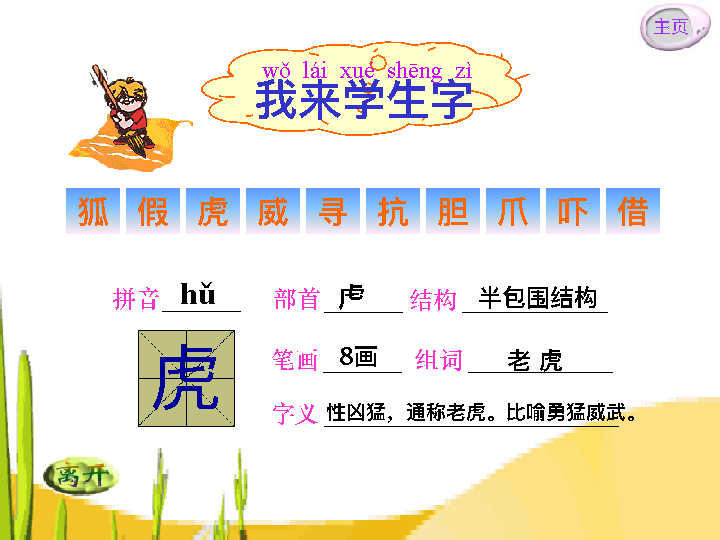 主页
wǒ lái xué shēng zì
我来学生字
狐 假 虎 威 寻 抗 胆 爪 吓 借
拼音 hǔ 部首 虍 结构 半包围结构
虎
笔画 8画 组词 老 虎
字义 性凶猛，通称老虎。比喻勇猛威武。
离开